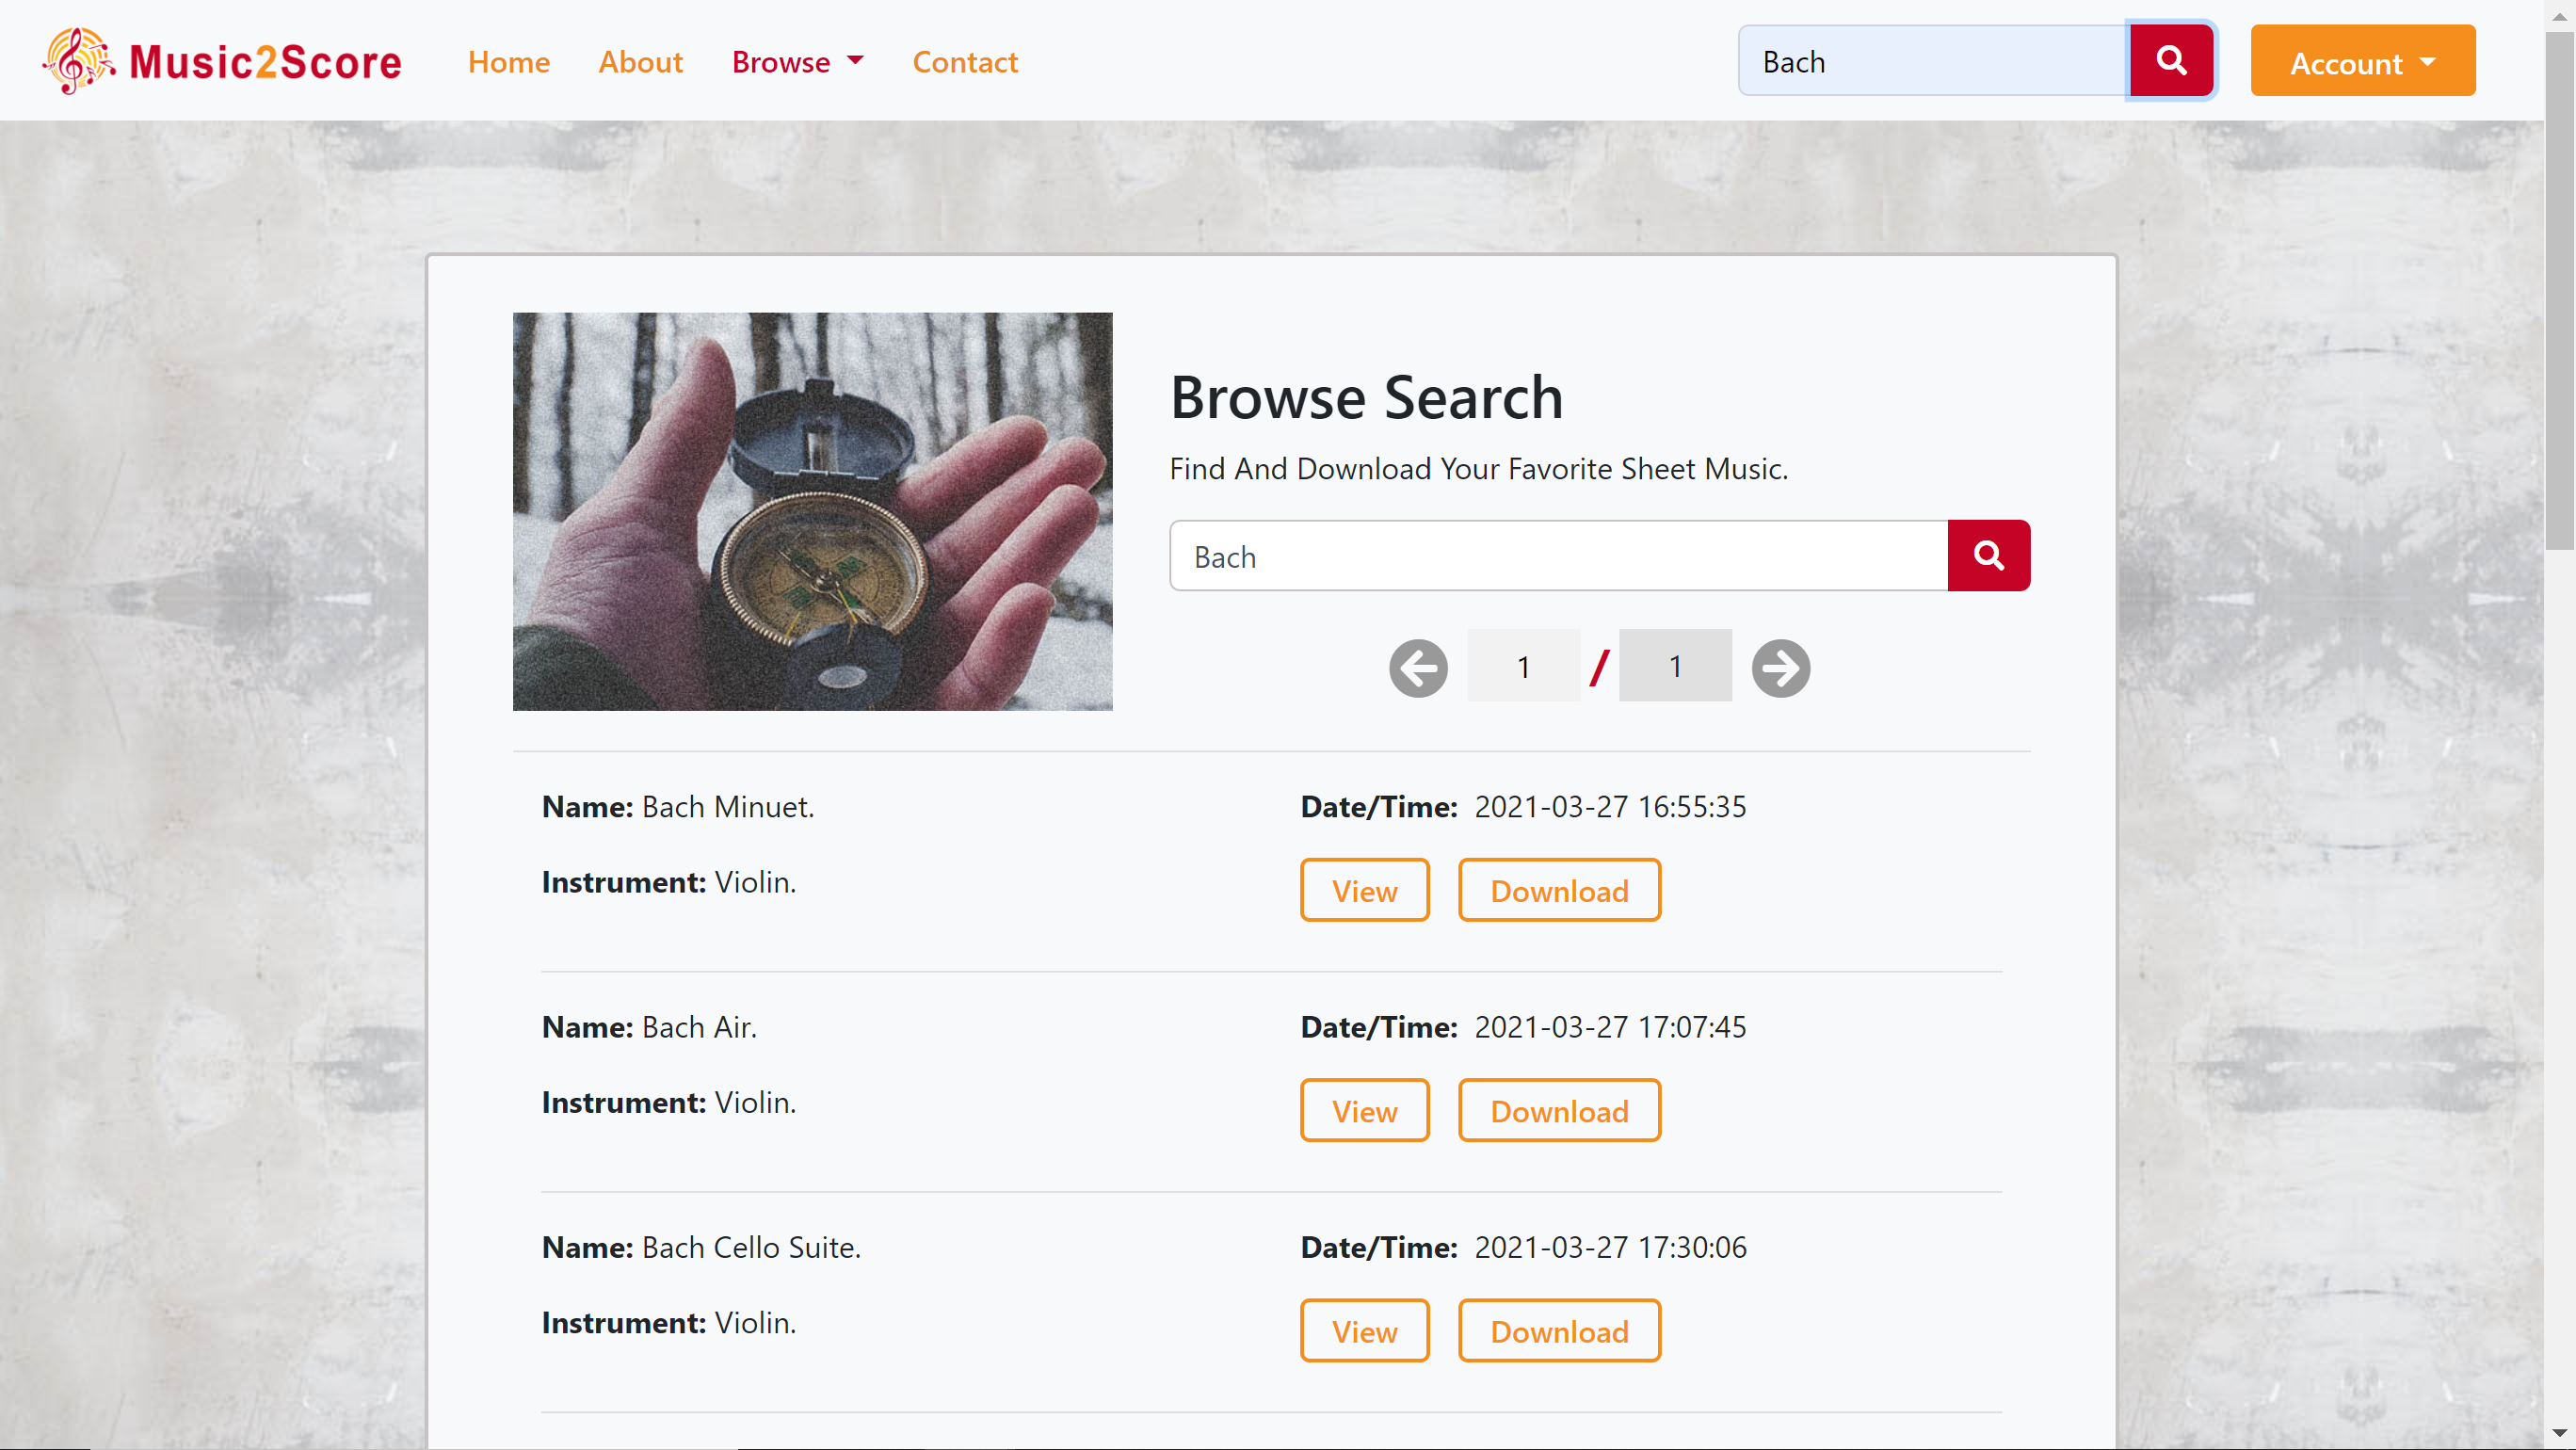 Music2Score Home About Browse Contact Bach Account
Browse Search
Find And Download Your Favorite Sheet Music.
Bach
1 / 1
Name: Bach Minuet. Date/Time: 2021-03-27 16:55:35
Instrument: Violin. View Download
Name: Bach Air. Date/Time: 2021-03-27 17:07:45
Instrument: Violin. View Download
Name: Bach Cello Suite. Date/Time: 2021-03-27 17:30:06
Instrument: Violin. View Download